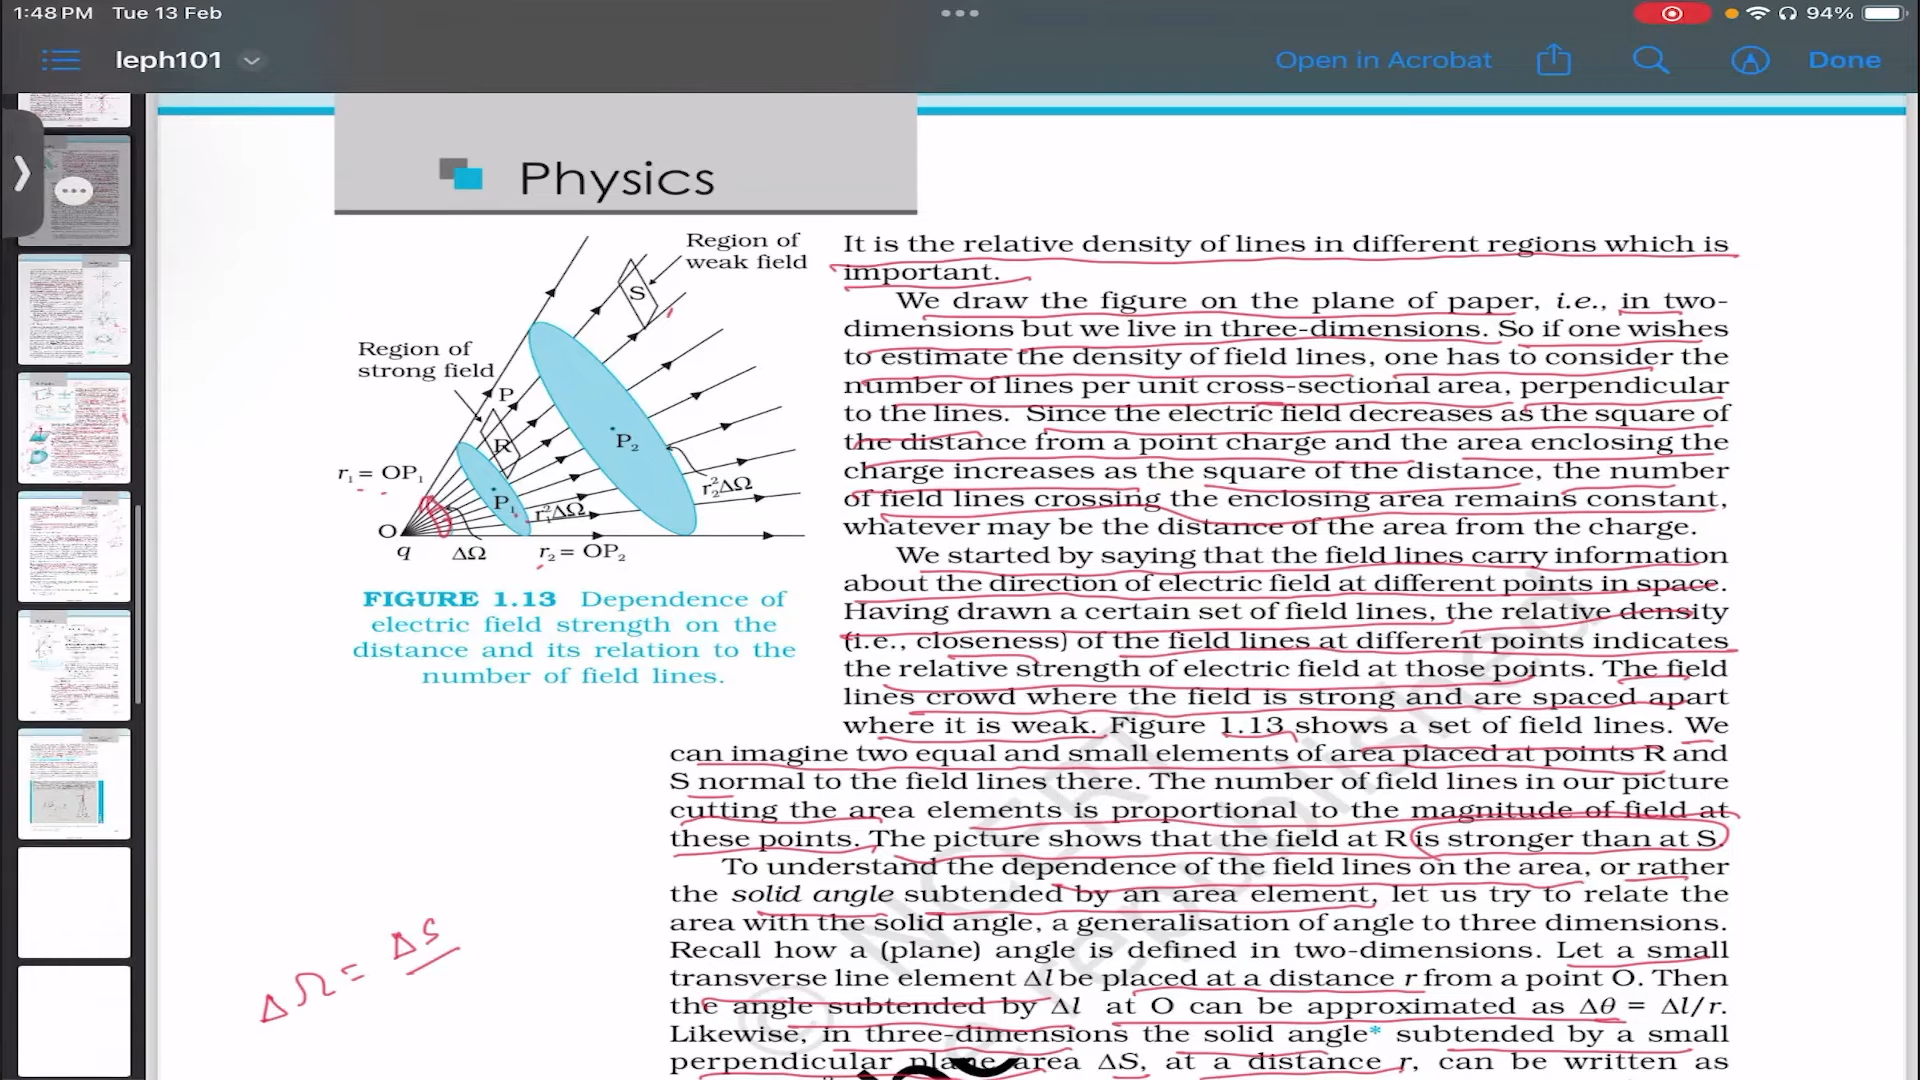 1:48 PM Tue 13 Feb
94%
leph101
Open in Acrobat
Done
Physics
Region of
weak field
S
Region of
strong field
P
R
P₂
r₁ = OP₁
P₁
r₁²ΔΩ
r₂²ΔΩ
O
q
ΔΩ
r₂ = OP₂
FIGURE 1.13 Dependence of
electric field strength on the
distance and its relation to the
number of field lines.
It is the relative density of lines in different regions which is
important.
We draw the figure on the plane of paper, i.e., in two-
dimensions but we live in three-dimensions. So if one wishes
to estimate the density of field lines, one has to consider the
number of lines per unit cross-sectional area, perpendicular
to the lines. Since the electric field decreases as the square of
the distance from a point charge and the area enclosing the
charge increases as the square of the distance, the number
of field lines crossing the enclosing area remains constant,
whatever may be the distance of the area from the charge.
We started by saying that the field lines carry information
about the direction of electric field at different points in space.
Having drawn a certain set of field lines, the relative density
(i.e., closeness) of the field lines at different points indicates
the relative strength of electric field at those points. The field
lines crowd where the field is strong and are spaced apart
where it is weak. Figure 1.13 shows a set of field lines. We
can imagine two equal and small elements of area placed at points R and
S normal to the field lines there. The number of field lines in our picture
cutting the area elements is proportional to the magnitude of field at
these points. The picture shows that the field at R is stronger than at S.
To understand the dependence of the field lines on the area, or rather
the solid angle subtended by an area element, let us try to relate the
area with the solid angle, a generalisation of angle to three dimensions.
Recall how a (plane) angle is defined in two-dimensions. Let a small
transverse line element Δl be placed at a distance r from a point O. Then
the angle subtended by Δl at O can be approximated as Δθ = Δl/r.
Likewise, in three-dimensions the solid angle* subtended by a small
perpendicular plane area ΔS, at a distance r, can be written as
ΔΩ = ΔS